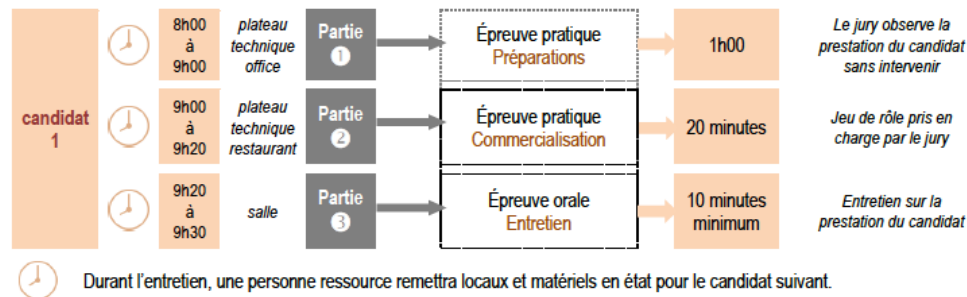 candidat
1
8h00
à
9h00
plateau
technique
office
Partie
❶
Épreuve pratique
Préparations
1h00
Le jury observe la
prestation du candidat
sans intervenir
9h00
à
9h20
plateau
technique
restaurant
Partie
❷
Épreuve pratique
Commercialisation
20 minutes
Jeu de rôle pris en
charge par le jury
9h20
à
9h30
salle
Partie
❸
Épreuve orale
Entretien
10 minutes
minimum
Entretien sur la
prestation du candidat
Durant l'entretien, une personne ressource remettra locaux et matériels en état pour le candidat suivant.